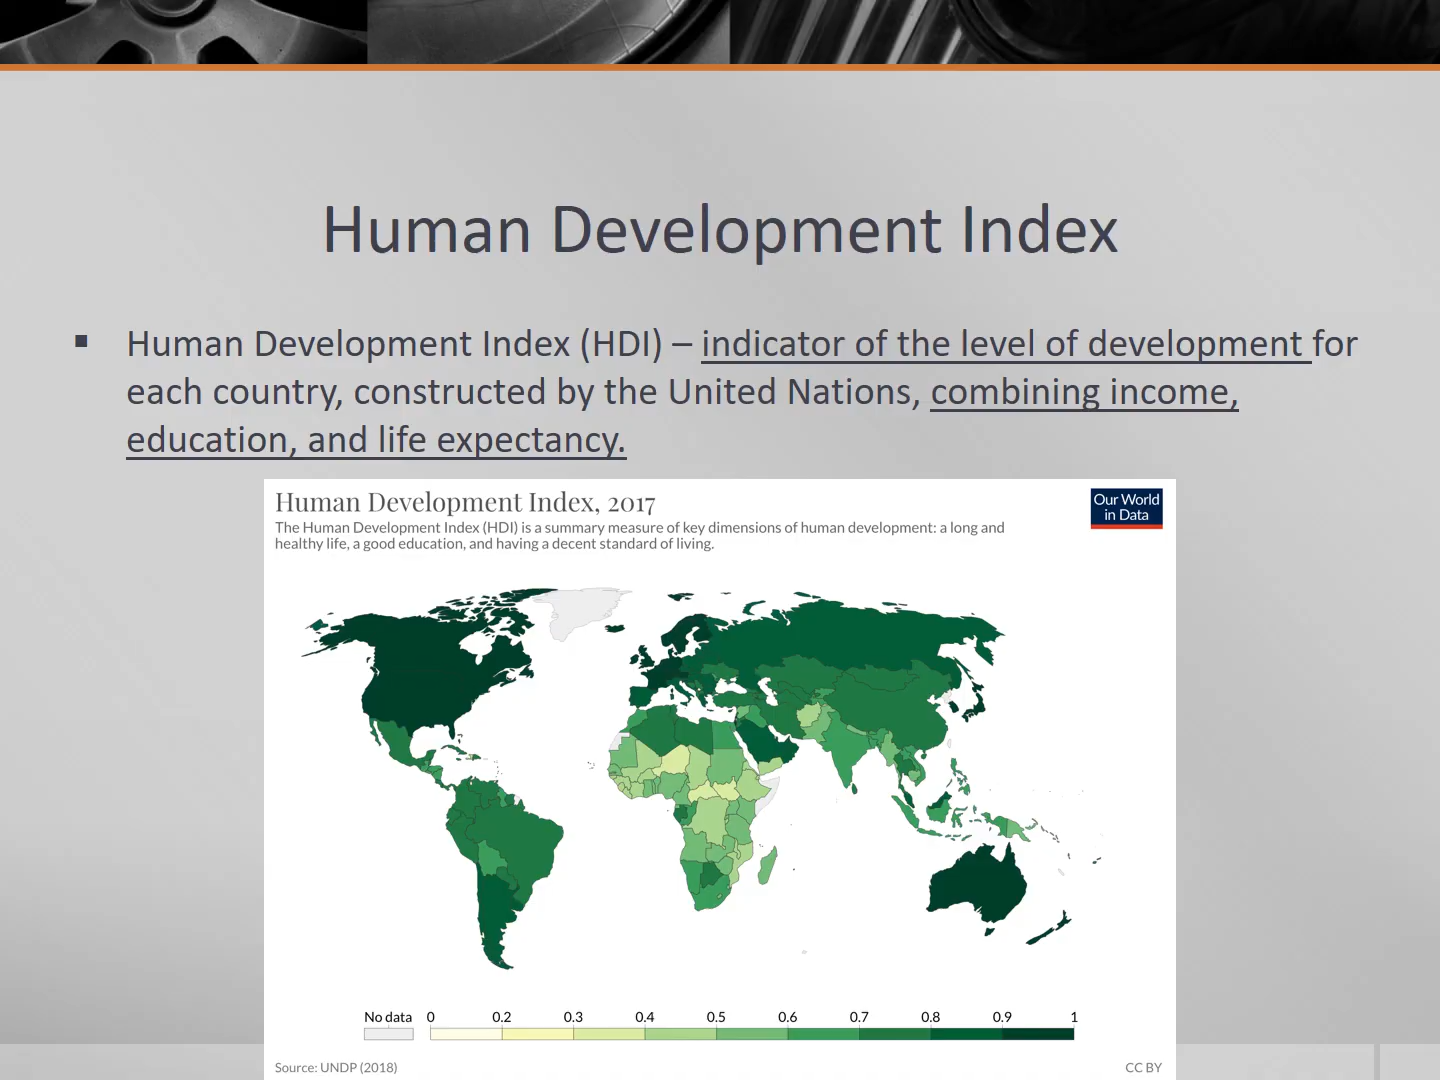 Human Development Index
▪ Human Development Index (HDI) – indicator of the level of development for
each country, constructed by the United Nations, combining income,
education, and life expectancy.
Human Development Index, 2017
Our World
in Data
The Human Development Index (HDI) is a summary measure of key dimensions of human development: a long and
healthy life, a good education, and having a decent standard of living.
No data 0 0.2 0.3 0.4 0.5 0.6 0.7 0.8 0.9 1
Source: UNDP (2018) CC BY